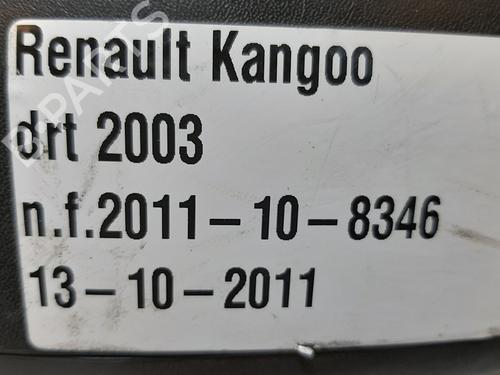 Renault Kangoo
drt 2003
n.f.2011-10-8346
13-10-2011